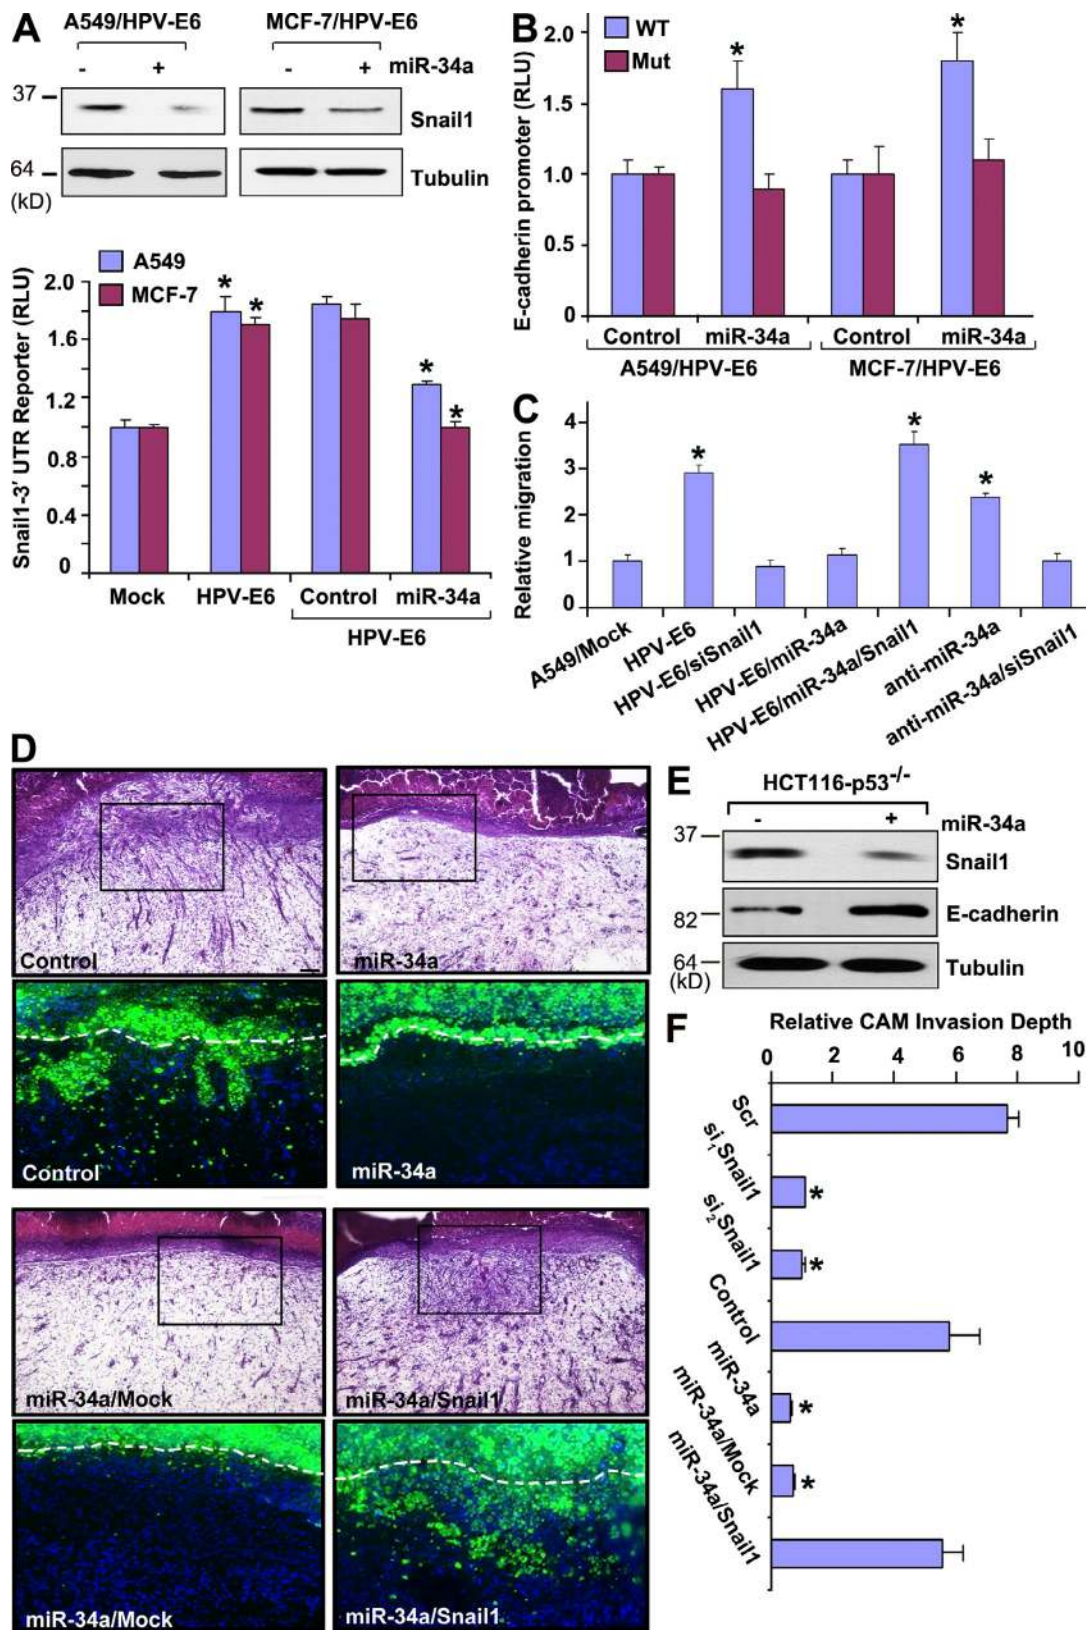 A
A549/HPV-E6 MCF-7/HPV-E6
- + - + miR-34a
37
Snail1
64
Tubulin
(kD)
A549
MCF-7
Snail1-3' UTR Reporter (RLU)
2.0
1.6
1.2
0.8
0.4
0
* * * *
Mock HPV-E6 Control miR-34a
HPV-E6
B
WT
Mut
E-cadherin promoter (RLU)
2.0
1.5
1.0
0.5
0
* *
Control miR-34a Control miR-34a
A549/HPV-E6 MCF-7/HPV-E6
C
Relative migration
4
3
2
1
0
* * *
A549/Mock
HPV-E6
HPV-E6/siSnail1
HPV-E6/miR-34a
HPV-E6/miR-34a/Snail1
anti-miR-34a
anti-miR-34a/siSnail1
D
Control miR-34a
Control miR-34a
miR-34a/Mock miR-34a/Snail1
miR-34a/Mock miR-34a/Snail1
E
HCT116-p53-/-
- + miR-34a
37
Snail1
82 E-cadherin
64 Tubulin
(kD)
F
Relative CAM Invasion Depth
0 2 4 6 8 10
Scr
si1Snail1 *
si2Snail1 *
Control
miR-34a *
miR-34a/Mock *
miR-34a/Snail1